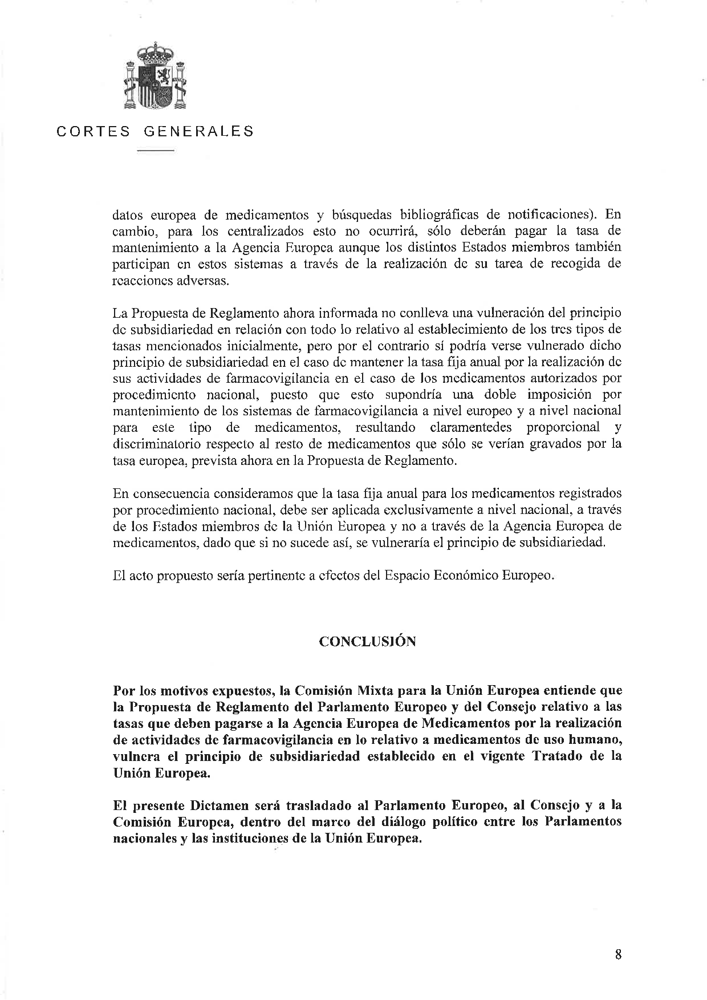 CORTES GENERALES
datos europea de medicamentos y búsquedas bibliográficas de notificaciones). En
cambio, para los centralizados esto no ocurrirá, sólo deberán pagar la tasa de
mantenimiento a la Agencia Europea aunque los distintos Estados miembros también
participan en estos sistemas a través de la realización de su tarea de recogida de
reacciones adversas.
La Propuesta de Reglamento ahora informada no conlleva una vulneración del principio
de subsidiariedad en relación con todo lo relativo al establecimiento de los tres tipos de
tasas mencionados inicialmente, pero por el contrario sí podría verse vulnerado dicho
principio de subsidiariedad en el caso de mantener la tasa fija anual por la realización de
sus actividades de farmacovigilancia en el caso de los medicamentos autorizados por
procedimiento nacional, puesto que esto supondría una doble imposición por
mantenimiento de los sistemas de farmacovigilancia a nivel europeo y a nivel nacional
para este tipo de medicamentos, resultando claramentedes proporcional y
discriminatorio respecto al resto de medicamentos que sólo se verían gravados por la
tasa europea, prevista ahora en la Propuesta de Reglamento.
En consecuencia consideramos que la tasa fija anual para los medicamentos registrados
por procedimiento nacional, debe ser aplicada exclusivamente a nivel nacional, a través
de los Estados miembros de la Unión Europea y no a través de la Agencia Europea de
medicamentos, dado que si no sucede así, se vulneraría el principio de subsidiariedad.
El acto propuesto sería pertinente a efectos del Espacio Económico Europeo.
CONCLUSIÓN
Por los motivos expuestos, la Comisión Mixta para la Unión Europea entiende que
la Propuesta de Reglamento del Parlamento Europeo y del Consejo relativo a las
tasas que deben pagarse a la Agencia Europea de Medicamentos por la realización
de actividades de farmacovigilancia en lo relativo a medicamentos de uso humano,
vulnera el principio de subsidiariedad establecido en el vigente Tratado de la
Unión Europea.
El presente Dictamen será trasladado al Parlamento Europeo, al Consejo y a la
Comisión Europea, dentro del marco del diálogo político entre los Parlamentos
nacionales y las instituciones de la Unión Europea.
8